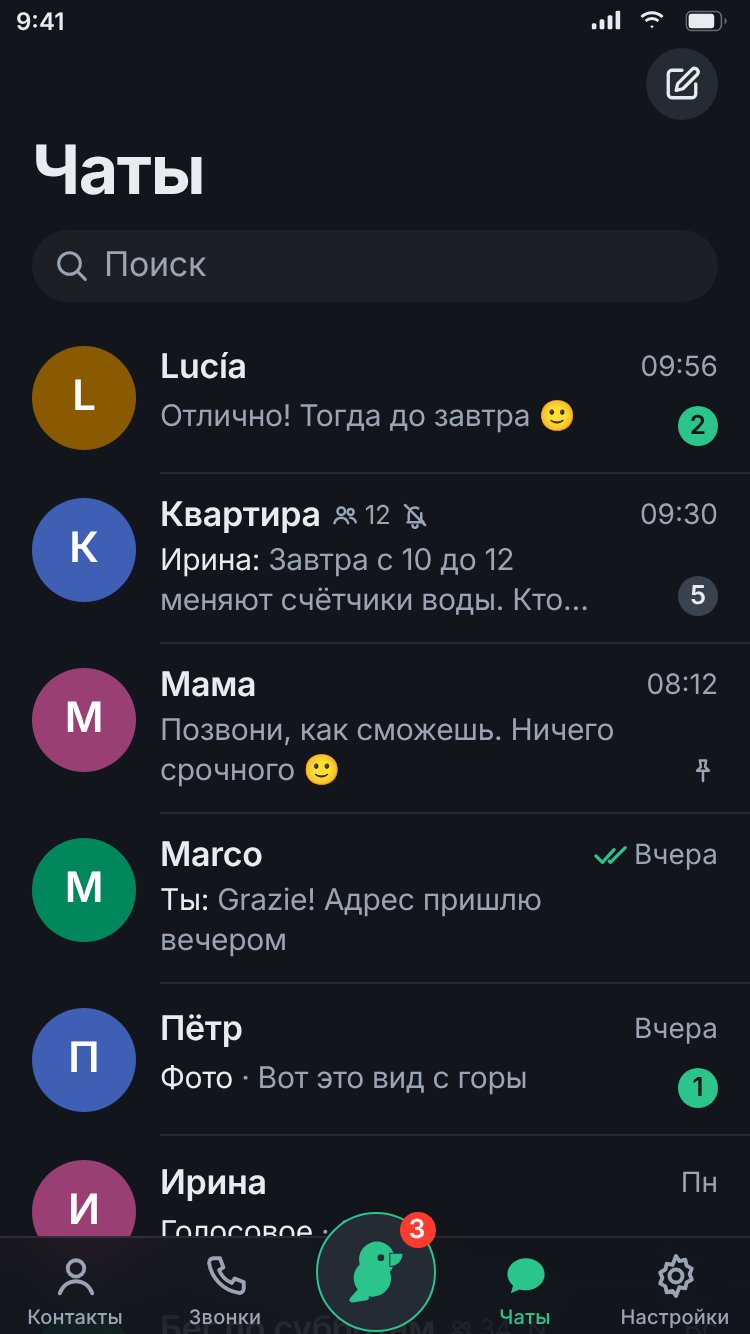 9:41
Чаты
Поиск
L
Lucía
09:56
Отлично! Тогда до завтра 🙂
2
К
Квартира 12
09:30
Ирина: Завтра с 10 до 12
меняют счётчики воды. Кто...
5
М
Мама
08:12
Позвони, как сможешь. Ничего
срочного 🙂
M
Marco
Вчера
Ты: Grazie! Адрес пришлю
вечером
П
Пётр
Вчера
Фото · Вот это вид с горы
1
И
Ирина
Пн
Голосовое ·
3
Контакты
Звонки
Чаты
Настройки